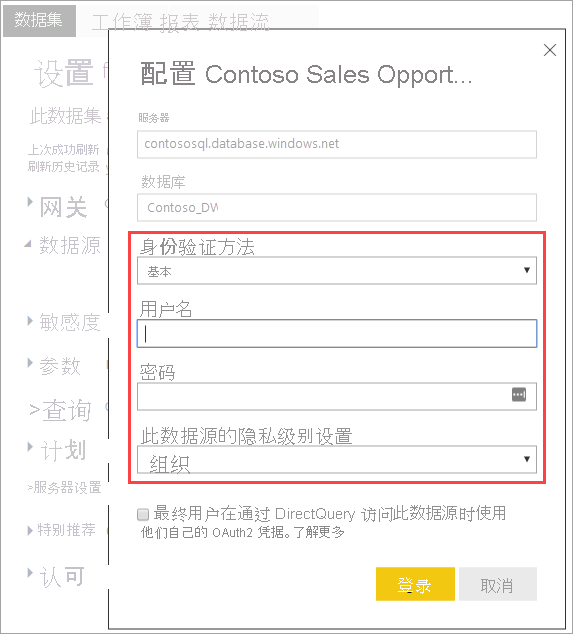 数据集
工作簿 报表 数据流
设置
此数据集
上次成功刷新
刷新历史记录
网关
数据源
敏感度
参数
>查询
计划
>服务器设置
特别推荐
认可
配置 Contoso Sales Opport...
服务器
contososql.database.windows.net
数据库
Contoso_DW
身份验证方法
基本
用户名
密码
此数据源的隐私级别设置
组织
最终用户在通过 DirectQuery 访问此数据源时使用
他们自己的 OAuth2 凭据。了解更多
登录
取消